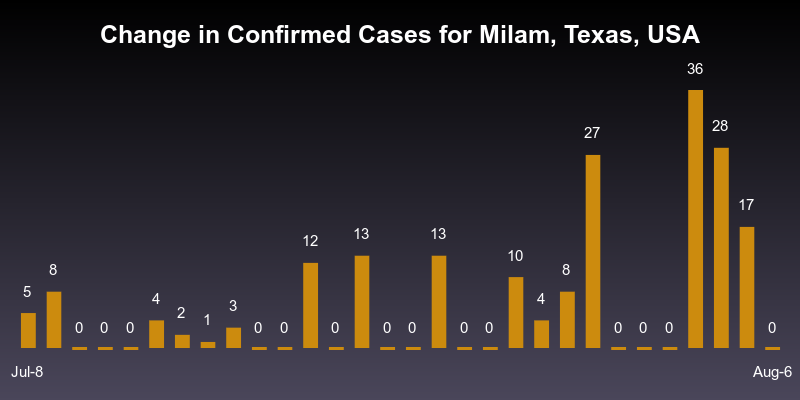 Change in Confirmed Cases for Milam, Texas, USA
5 8 0 0 0 4 2 1 3 0 0 12 0 13 0 0 13 0 0 10 4 8 27 0 0 0 36 28 17 0
Jul-8 Aug-6